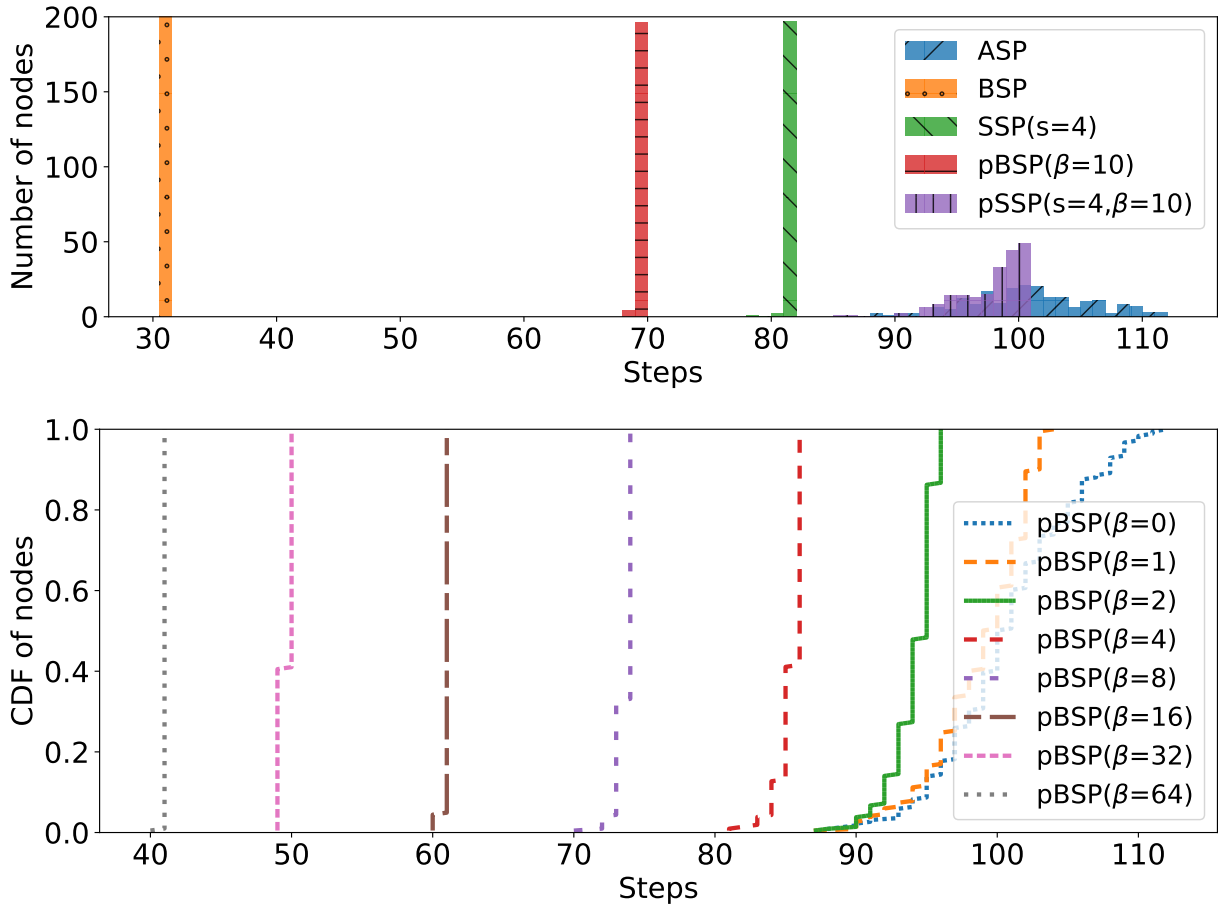 200
150
100
50
0
Number of nodes
30
40
50
60
70
80
90
100
110
Steps
ASP
BSP
SSP(s=4)
pBSP(β=10)
pSSP(s=4,β=10)
1.0
0.8
0.6
0.4
0.2
0.0
CDF of nodes
40
50
60
70
80
90
100
110
Steps
pBSP(β=0)
pBSP(β=1)
pBSP(β=2)
pBSP(β=4)
pBSP(β=8)
pBSP(β=16)
pBSP(β=32)
pBSP(β=64)